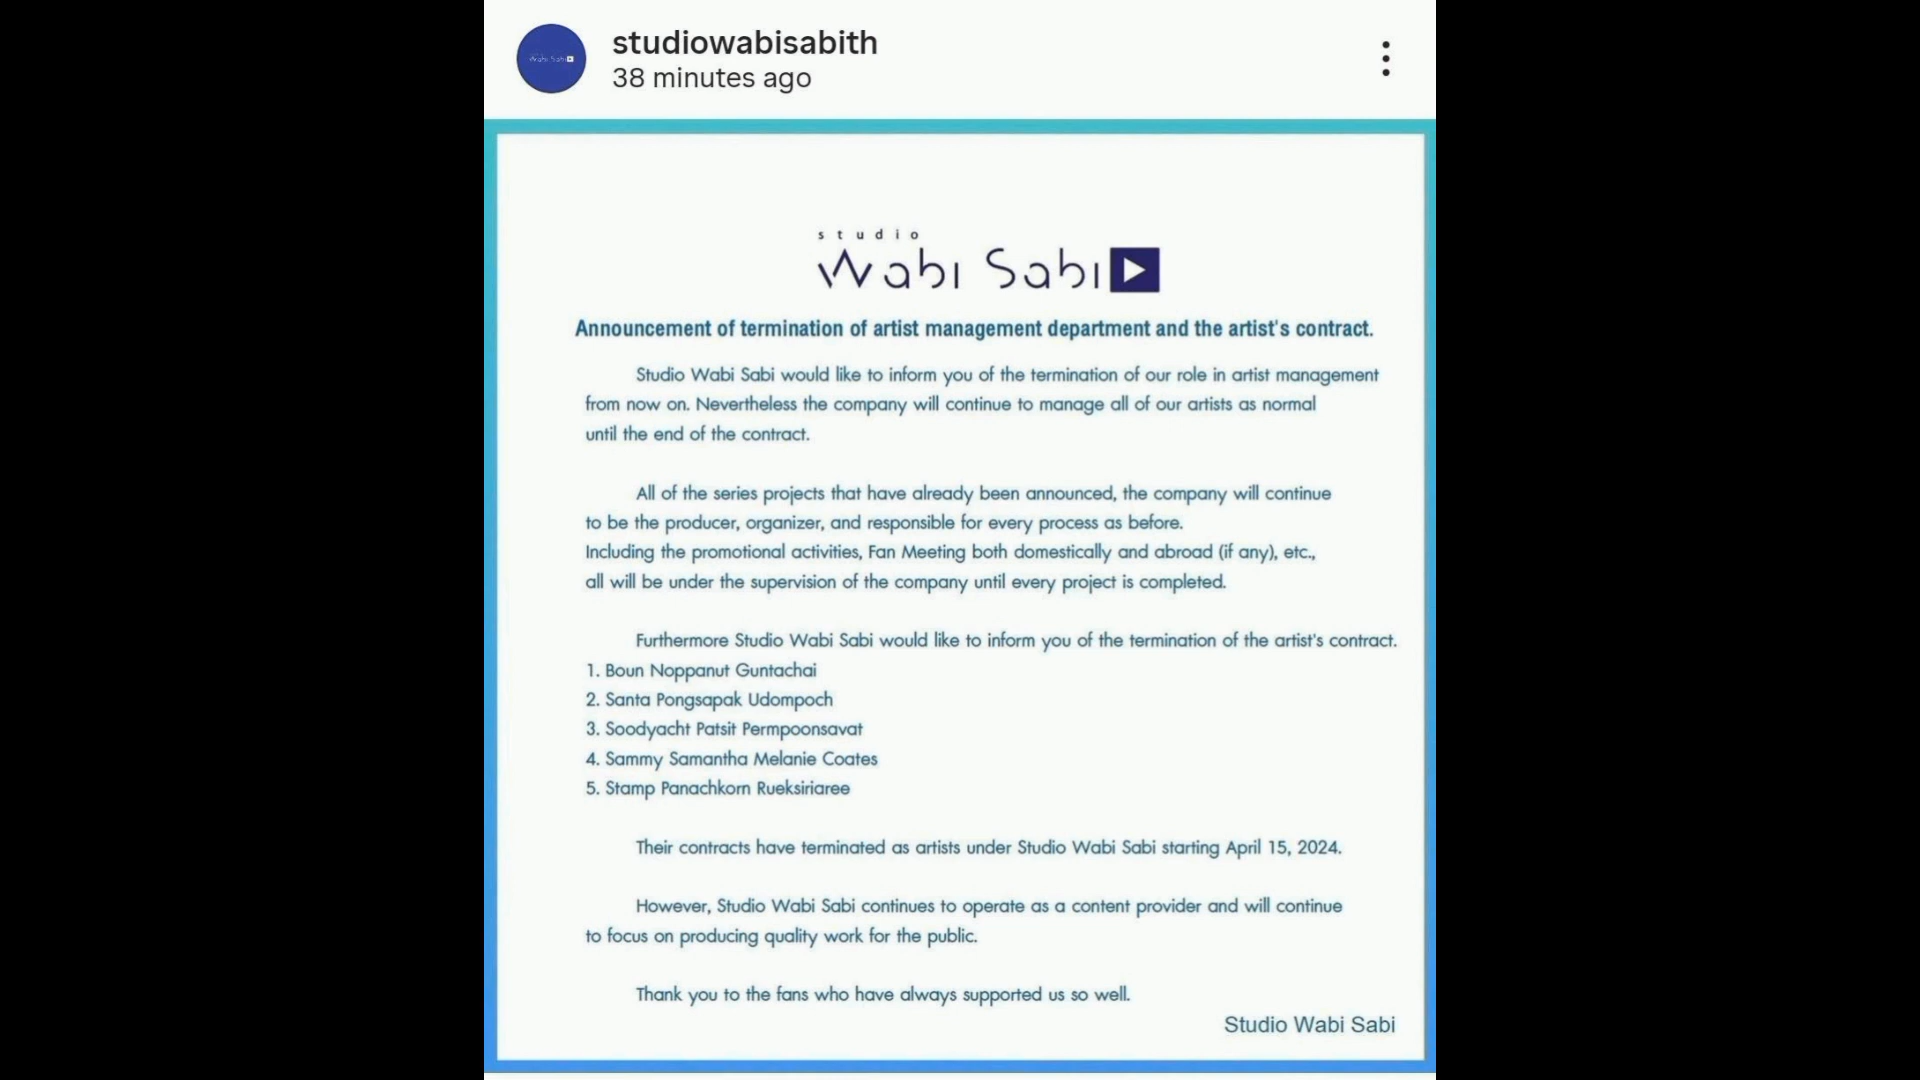 studiowabisabith
38 minutes ago
Wabi Sabi
studio
Wabi Sabi
Announcement of termination of artist management department and the artist's contract.
Studio Wabi Sabi would like to inform you of the termination of our role in artist management
from now on. Nevertheless the company will continue to manage all of our artists as normal
until the end of the contract.
All of the series projects that have already been announced, the company will continue
to be the producer, organizer, and responsible for every process as before.
Including the promotional activities, Fan Meeting both domestically and abroad (if any), etc.,
all will be under the supervision of the company until every project is completed.
Furthermore Studio Wabi Sabi would like to inform you of the termination of the artist's contract.
1. Boun Noppanut Guntachai
2. Santa Pongsapak Udompoch
3. Soodyacht Patsit Permpoonsavat
4. Sammy Samantha Melanie Coates
5. Stamp Panachkorn Rueksiriaree
Their contracts have terminated as artists under Studio Wabi Sabi starting April 15, 2024.
However, Studio Wabi Sabi continues to operate as a content provider and will continue
to focus on producing quality work for the public.
Thank you to the fans who have always supported us so well.
Studio Wabi Sabi